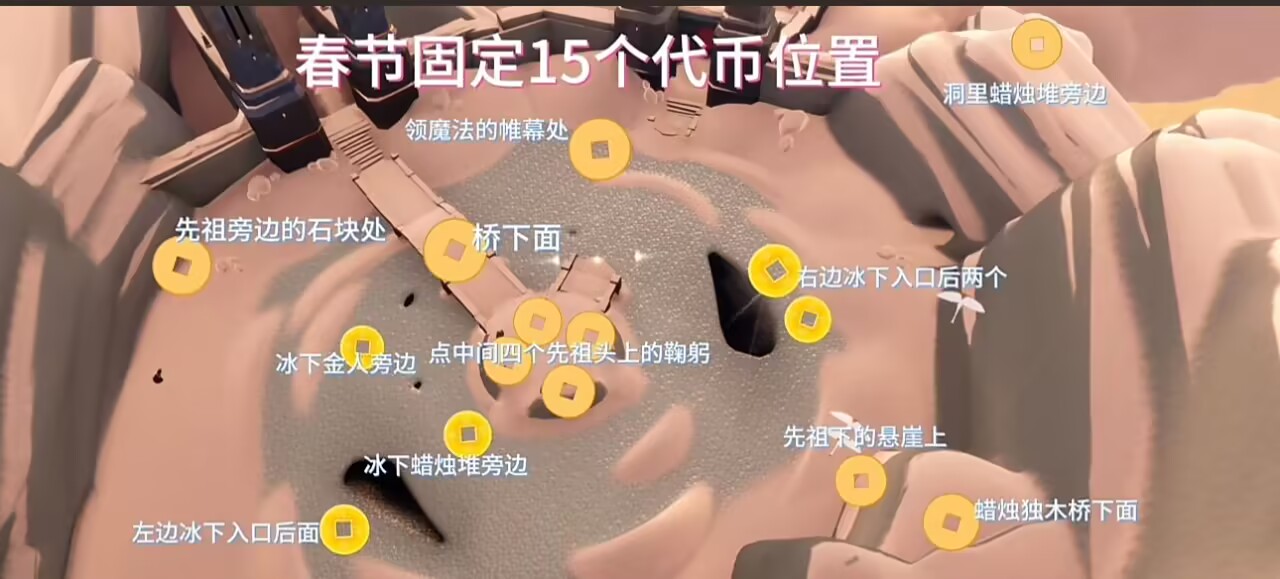 春节固定15个代币位置
洞里蜡烛堆旁边
领魔法的帷幕处
先祖旁边的石块处
桥下面
右边冰下入口后两个
冰下金人旁边
点中间四个先祖头上的鞠躬
先祖下的悬崖上
冰下蜡烛堆旁边
蜡烛独木桥下面
左边冰下入口后面